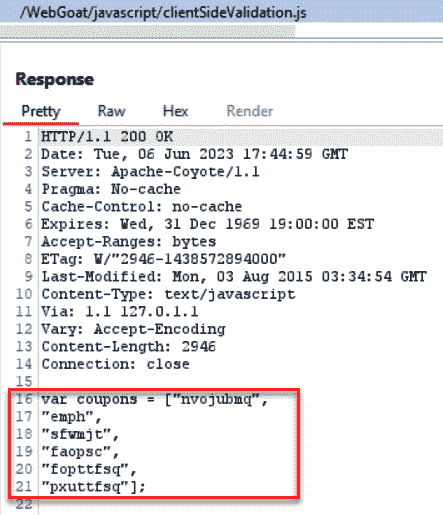 /WebGoat/javascript/clientSideValidation.js
Response
Pretty Raw Hex Render
1 HTTP/1.1 200 OK
2 Date: Tue, 06 Jun 2023 17:44:59 GMT
3 Server: Apache-Coyote/1.1
4 Pragma: No-cache
5 Cache-Control: no-cache
6 Expires: Wed, 31 Dec 1969 19:00:00 EST
7 Accept-Ranges: bytes
8 ETag: W/"2946-1438572894000"
9 Last-Modified: Mon, 03 Aug 2015 03:34:54 GMT
10 Content-Type: text/javascript
11 Via: 1.1 127.0.1.1
12 Vary: Accept-Encoding
13 Content-Length: 2946
14 Connection: close
15
16 var coupons = ["nvojubmq",
17 "emph",
18 "sfwmjt",
19 "faopsc",
20 "fopttfsq",
21 "pxuttfsq"];
22